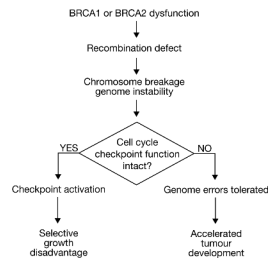 BRCA1 or BRCA2 dysfunction
Recombination defect
Chromosome breakage
genome instability
Cell cycle
checkpoint function
intact?
YES
NO
Checkpoint activation
Genome errors tolerated
Selective
growth
disadvantage
Accelerated
tumour
development